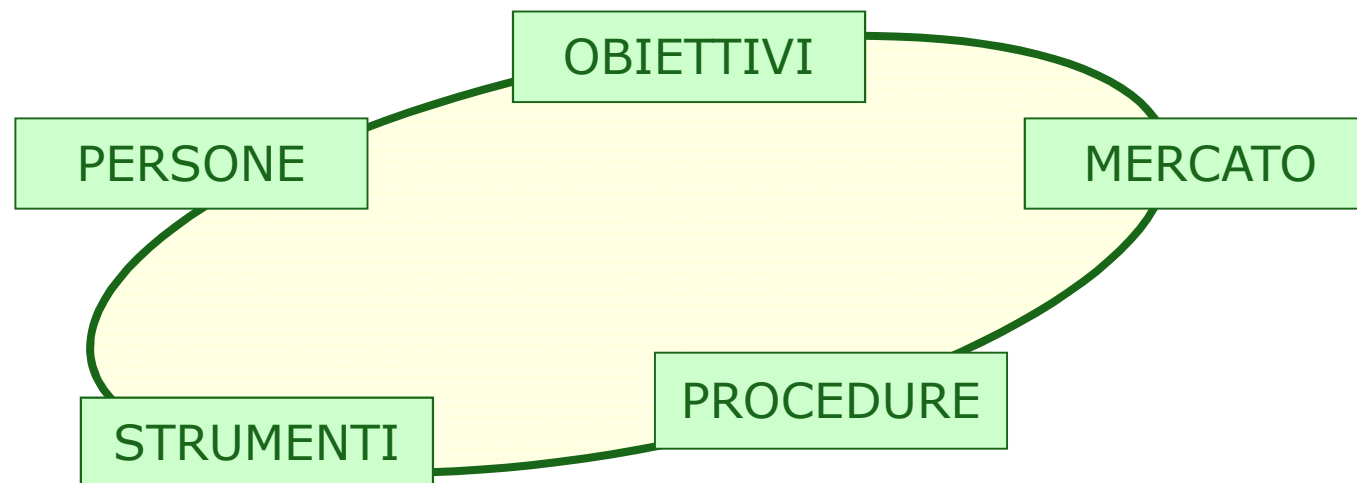 OBIETTIVI
PERSONE
MERCATO
PROCEDURE
STRUMENTI